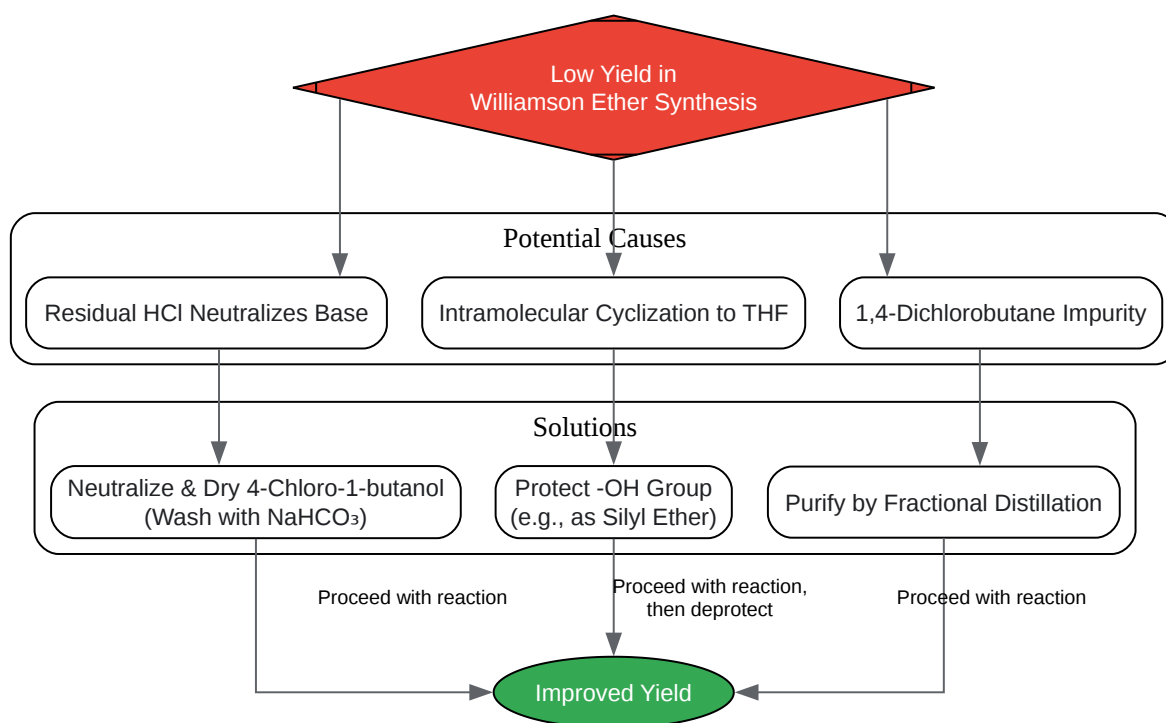 Low Yield in
Williamson Ether Synthesis
Potential Causes
Residual HCl Neutralizes Base
Intramolecular Cyclization to THF
1,4-Dichlorobutane Impurity
Solutions
Neutralize & Dry 4-Chloro-1-butanol
(Wash with NaHCO₃)
Protect -OH Group
(e.g., as Silyl Ether)
Purify by Fractional Distillation
Proceed with reaction
Proceed with reaction,
then deprotect
Proceed with reaction
Improved Yield